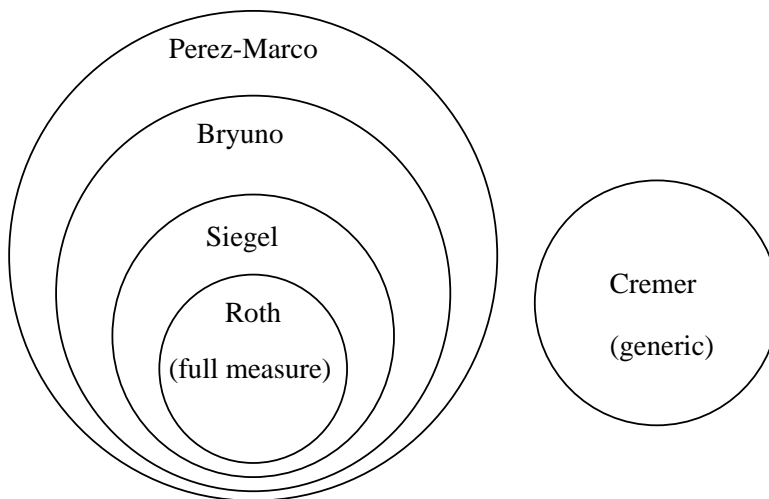 Perez-Marco
Bryuno
Siegel
Roth
(full measure)
Cremer
(generic)